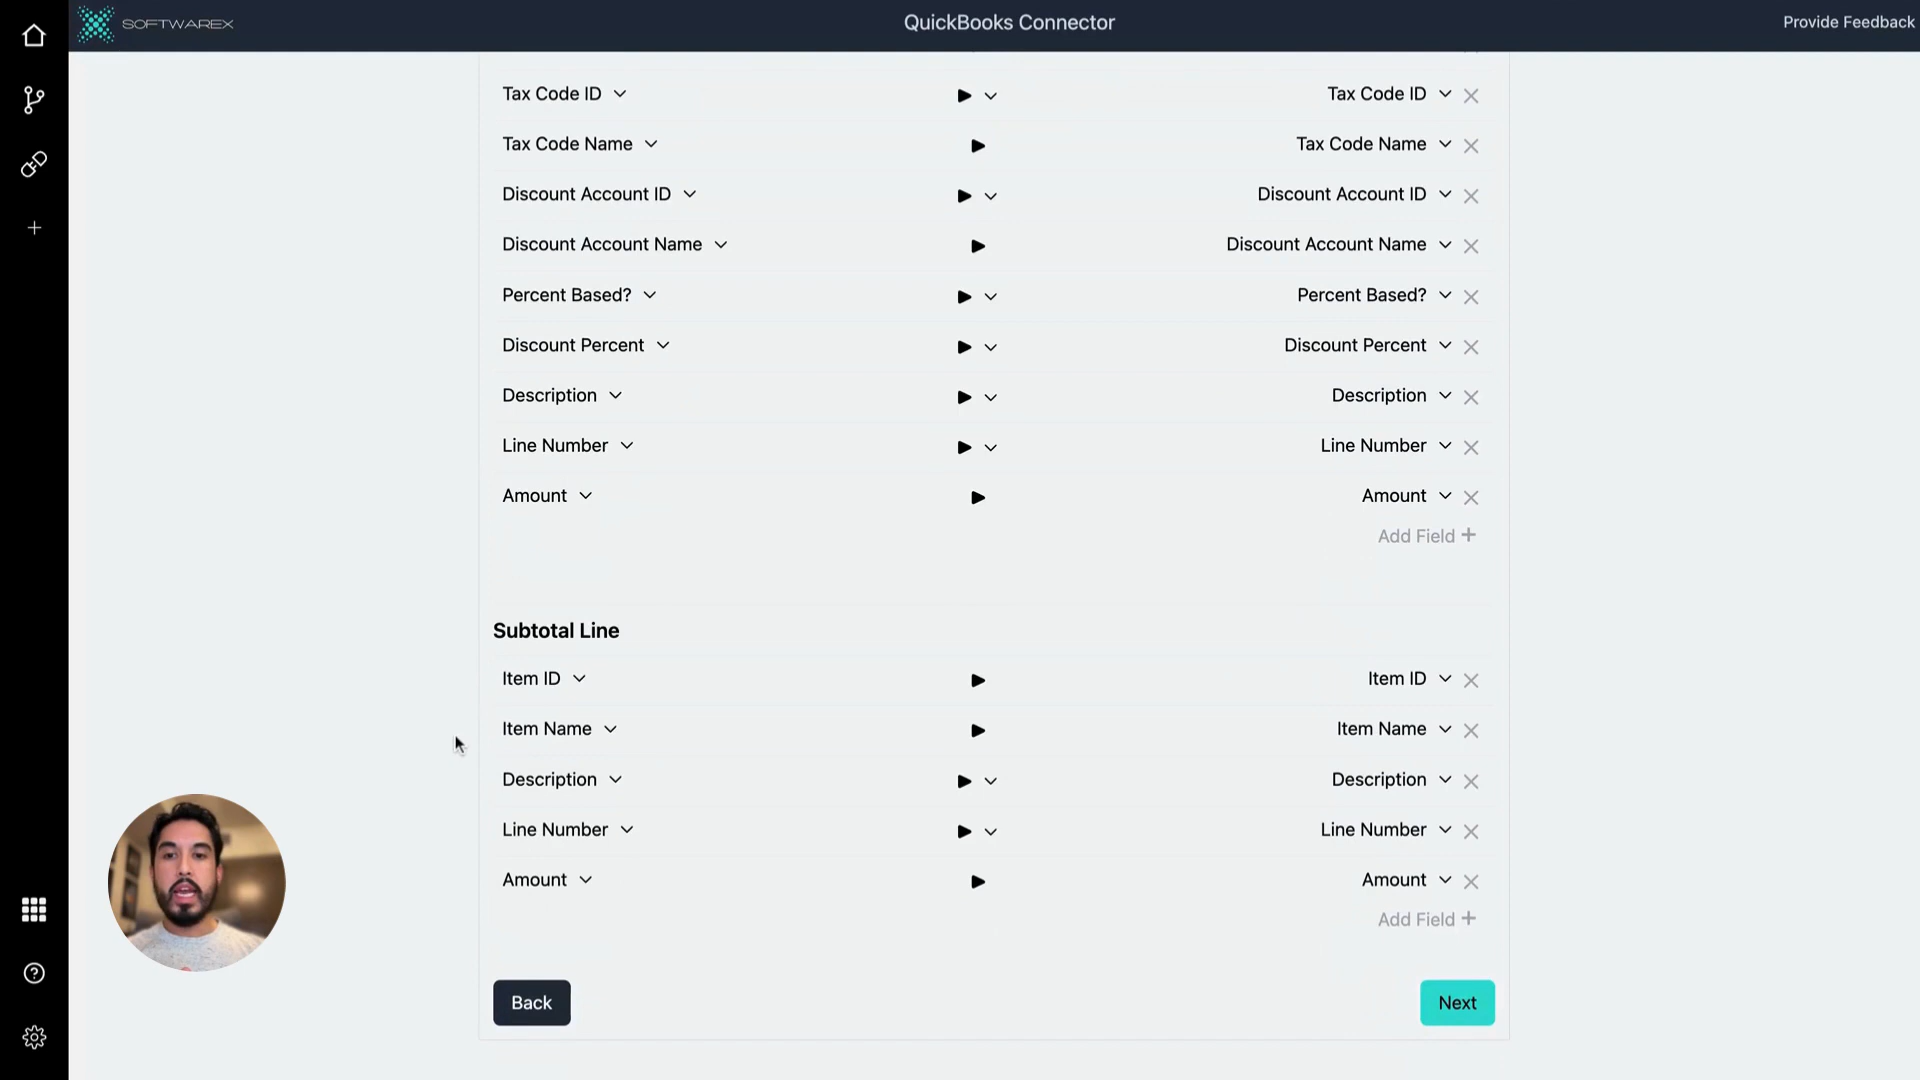 SOFTWAREX
QuickBooks Connector
Provide Feedback
Tax Code ID Tax Code ID
Tax Code Name Tax Code Name
Discount Account ID Discount Account ID
Discount Account Name Discount Account Name
Percent Based? Percent Based?
Discount Percent Discount Percent
Description Description
Line Number Line Number
Amount Amount
Add Field +
Subtotal Line
Item ID Item ID
Item Name Item Name
Description Description
Line Number Line Number
Amount Amount
Add Field +
Back Next